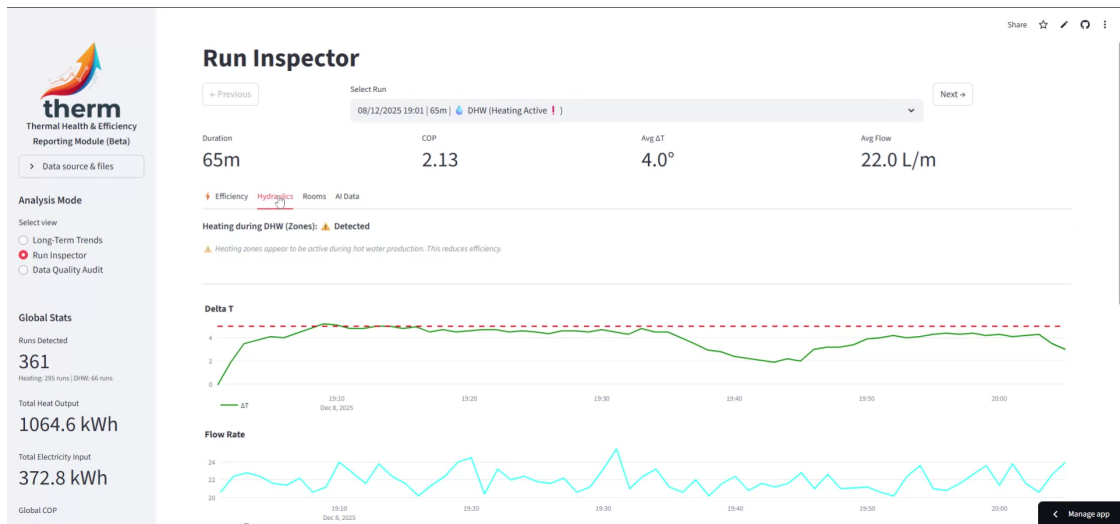 Share
therm
Thermal Health & Efficiency
Reporting Module (Beta)
Data source & files
Analysis Mode
Select view
Long-Term Trends
Run Inspector
Data Quality Audit
Global Stats
Runs Detected
361
Heating: 295 runs | DHW: 66 runs
Total Heat Output
1064.6 kWh
Total Electricity Input
372.8 kWh
Global COP
Run Inspector
← Previous
Select Run
08/12/2025 19:01 | 65m | 💧 DHW (Heating Active❗)
Next →
Duration
65m
COP
2.13
Avg ΔT
4.0°
Avg Flow
22.0 L/m
Efficiency Hydraulics Rooms AI Data
Heating during DHW (Zones): ⚠️ Detected
⚠️ Heating zones appear to be active during hot water production. This reduces efficiency.
Delta T
4
2
0
19:10 19:20 19:30 19:40 19:50 20:00
Dec 8, 2025
ΔT
Flow Rate
24
22
20
19:10 19:20 19:30 19:40 19:50 20:00
Dec 8, 2025
Manage app